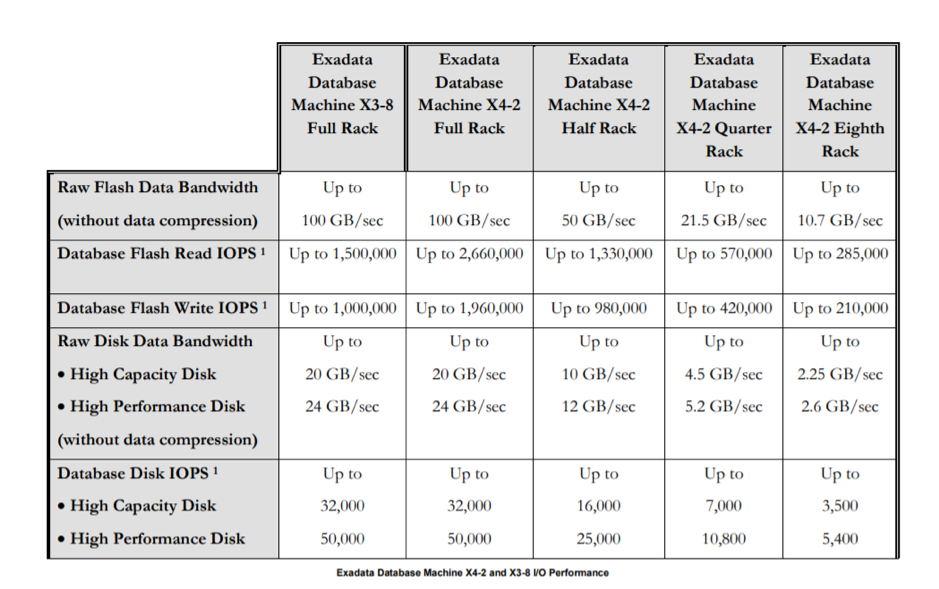 Exadata Database Machine X3-8 Full Rack
Exadata Database Machine X4-2 Full Rack
Exadata Database Machine X4-2 Half Rack
Exadata Database Machine X4-2 Quarter Rack
Exadata Database Machine X4-2 Eighth Rack
Raw Flash Data Bandwidth Up to Up to Up to Up to Up to
(without data compression) 100 GB/sec 100 GB/sec 50 GB/sec 21.5 GB/sec 10.7 GB/sec
Database Flash Read IOPS ¹ Up to 1,500,000 Up to 2,660,000 Up to 1,330,000 Up to 570,000 Up to 285,000
Database Flash Write IOPS ¹ Up to 1,000,000 Up to 1,960,000 Up to 980,000 Up to 420,000 Up to 210,000
Raw Disk Data Bandwidth Up to Up to Up to Up to Up to
• High Capacity Disk 20 GB/sec 20 GB/sec 10 GB/sec 4.5 GB/sec 2.25 GB/sec
• High Performance Disk 24 GB/sec 24 GB/sec 12 GB/sec 5.2 GB/sec 2.6 GB/sec
(without data compression)
Database Disk IOPS ¹ Up to Up to Up to Up to Up to
• High Capacity Disk 32,000 32,000 16,000 7,000 3,500
• High Performance Disk 50,000 50,000 25,000 10,800 5,400
Exadata Database Machine X4-2 and X3-8 I/O Performance